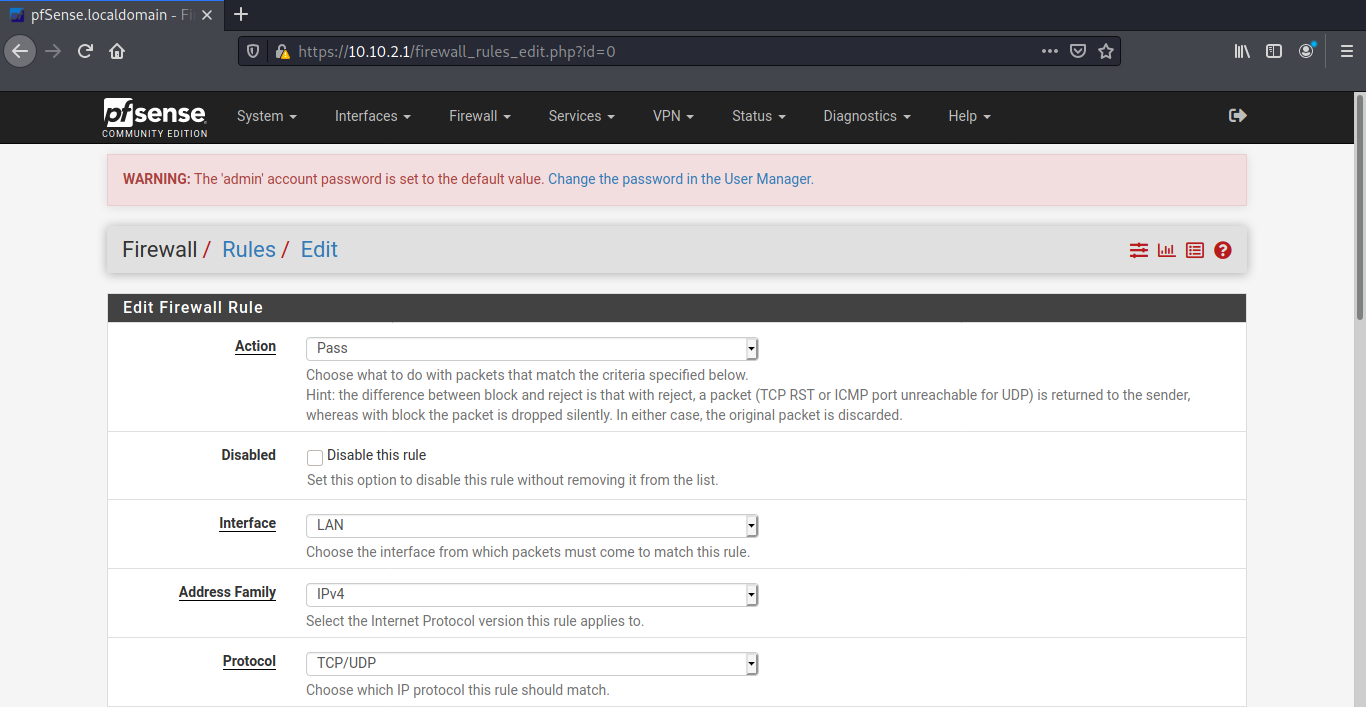 pfSense.localdomain - Fi
https://10.10.2.1/firewall_rules_edit.php?id=0
pfsense
COMMUNITY EDITION
System Interfaces Firewall Services VPN Status Diagnostics Help
WARNING: The 'admin' account password is set to the default value. Change the password in the User Manager.
Firewall / Rules / Edit
Edit Firewall Rule
Action Pass
Choose what to do with packets that match the criteria specified below.
Hint: the difference between block and reject is that with reject, a packet (TCP RST or ICMP port unreachable for UDP) is returned to the sender,
whereas with block the packet is dropped silently. In either case, the original packet is discarded.
Disabled Disable this rule
Set this option to disable this rule without removing it from the list.
Interface LAN
Choose the interface from which packets must come to match this rule.
Address Family IPv4
Select the Internet Protocol version this rule applies to.
Protocol TCP/UDP
Choose which IP protocol this rule should match.